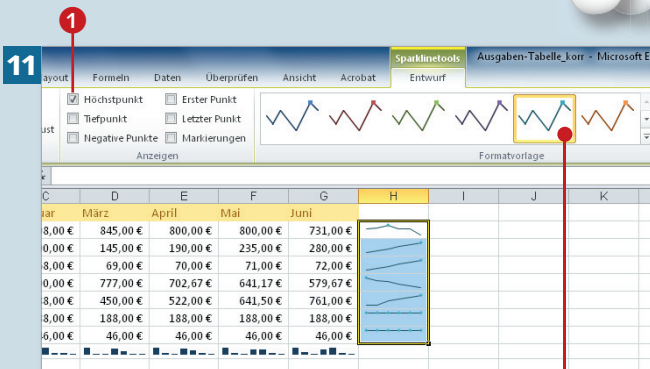 1
11
Sparklinetools Ausgaben-Tabelle_korr - Microsoft E
ayout Formeln Daten Überprüfen Ansicht Acrobat Entwurf
Höchstpunkt Erster Punkt
Tiefpunkt Letzter Punkt
ust Negative Punkte Markierungen
Anzeigen Formatvorlage
C D E F G H I J K
uar März April Mai Juni
8,00 € 845,00 € 800,00 € 800,00 € 731,00 €
0,00 € 145,00 € 190,00 € 235,00 € 280,00 €
8,00 € 69,00 € 70,00 € 71,00 € 72,00 €
0,00 € 777,00 € 702,67 € 641,17 € 579,67 €
8,00 € 450,00 € 522,00 € 641,50 € 761,00 €
8,00 € 188,00 € 188,00 € 188,00 € 188,00 €
6,00 € 46,00 € 46,00 € 46,00 € 46,00 €